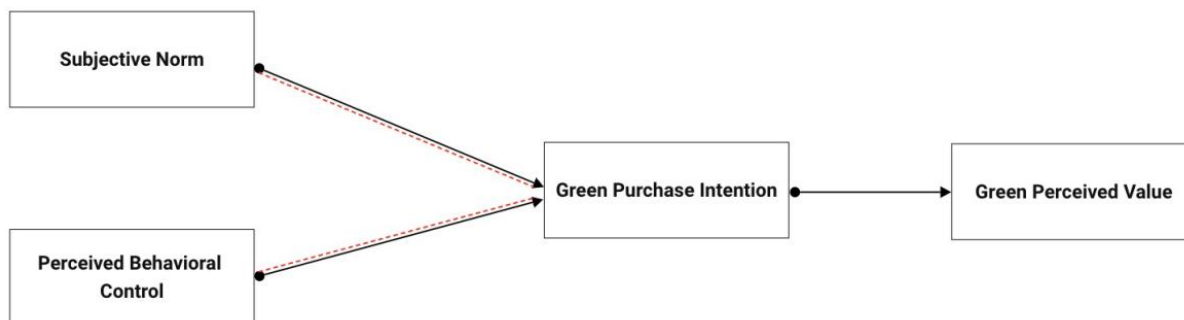 Subjective Norm
Green Purchase Intention
Green Perceived Value
Perceived Behavioral
Control